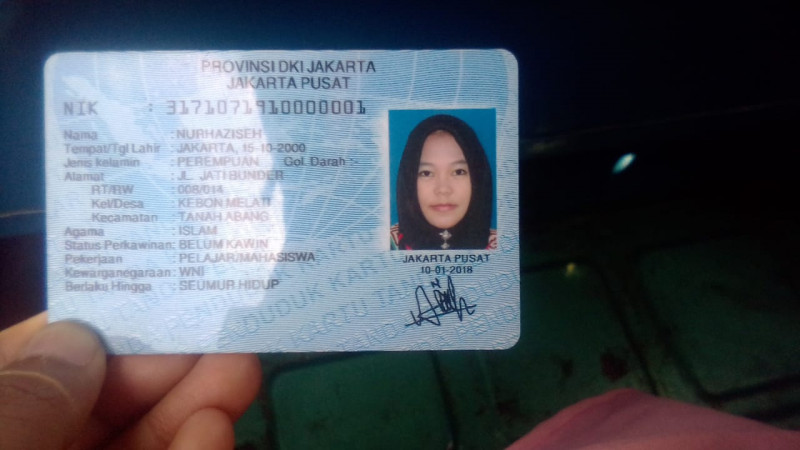 PROVINSI DKI JAKARTA
JAKARTA PUSAT
NIK : 3171071910000001
Nama : NURHAZISEH
Tempat/Tgl Lahir : JAKARTA, 15-10-2000
Jenis kelamin : PEREMPUAN Gol. Darah :-
Alamat : JL. JATI BUNDER
RT/RW : 008/014
Kel/Desa : KEBON MELATI
Kecamatan : TANAH ABANG
Agama : ISLAM
Status Perkawinan: BELUM KAWIN
Pekerjaan : PELAJAR/MAHASISWA
Kewarganegaraan: WNI
Berlaku Hingga : SEUMUR HIDUP
JAKARTA PUSAT
10-01-2018